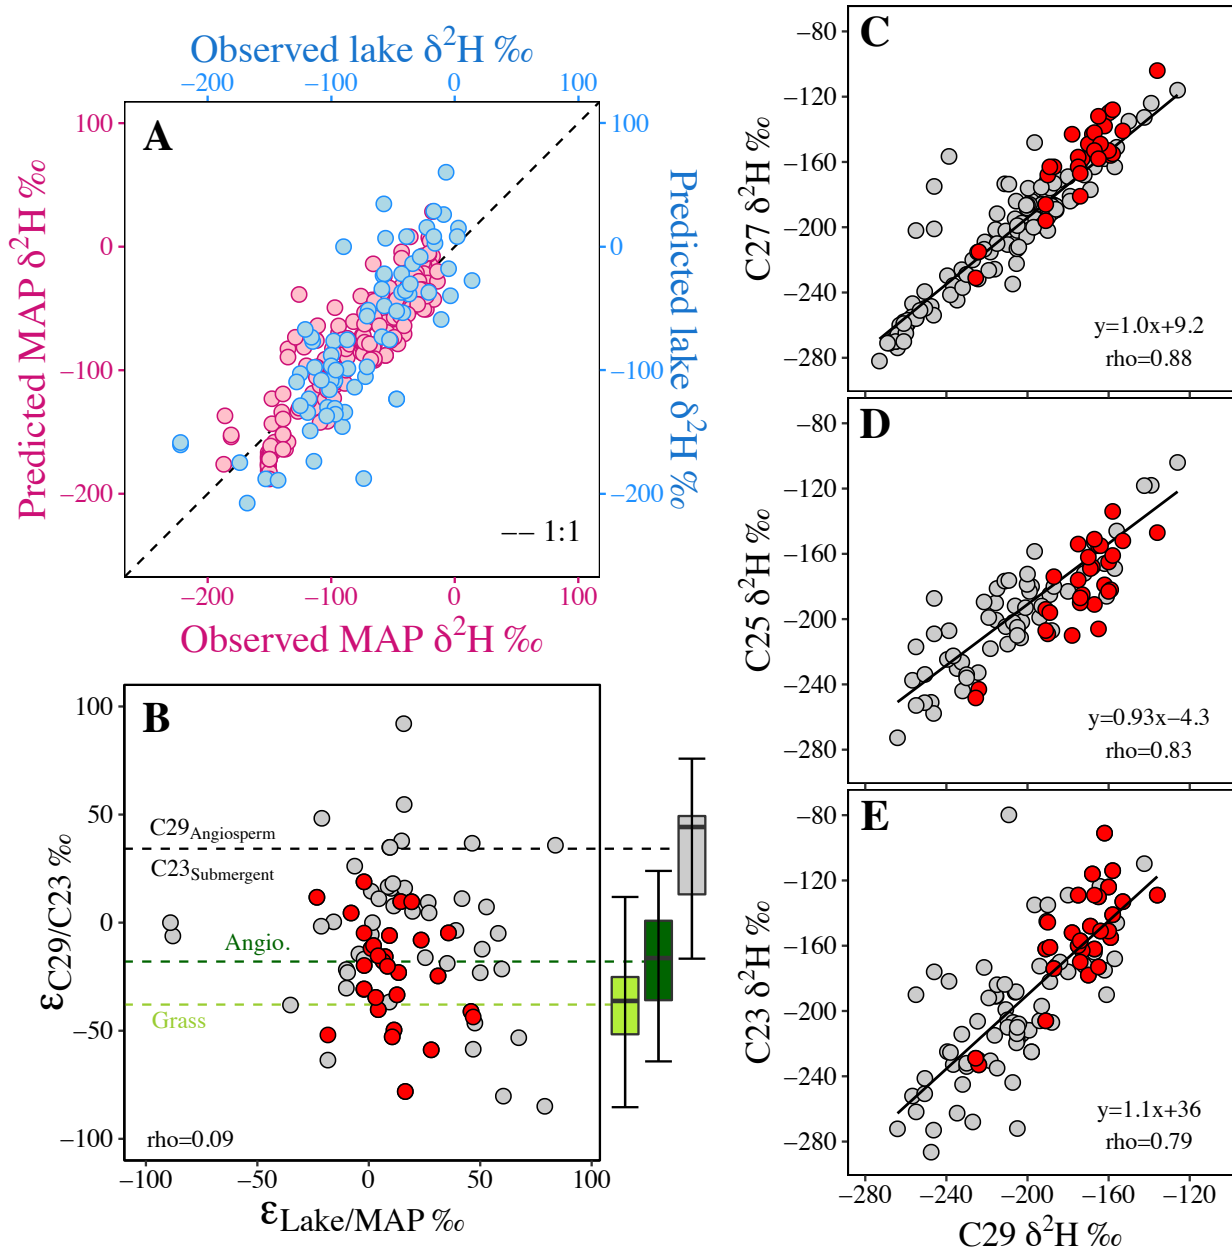 Observed lake δ²H ‰
−200 −100 0 100
A
100
0
−100
−200
Predicted MAP δ²H ‰
100
0
−100
−200
Predicted lake δ²H ‰
−− 1:1
−200 −100 0 100
Observed MAP δ²H ‰
B
100
50
0
−50
−100
εC29/C23 ‰
C29Angiosperm
C23Submergent
Angio.
Grass
rho=0.09
−100 −50 0 50 100
εLake/MAP ‰
C
−80
−120
−160
−200
−240
−280
C27 δ²H ‰
y=1.0x+9.2
rho=0.88
D
−80
−120
−160
−200
−240
−280
C25 δ²H ‰
y=0.93x−4.3
rho=0.83
E
−80
−120
−160
−200
−240
−280
C23 δ²H ‰
y=1.1x+36
rho=0.79
−280 −240 −200 −160 −120
C29 δ²H ‰